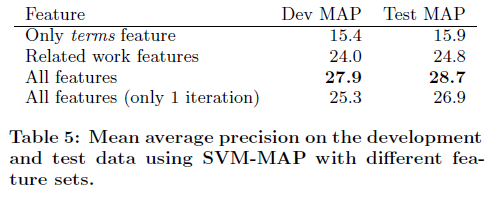 Feature Dev MAP Test MAP
Only terms feature 15.4 15.9
Related work features 24.0 24.8
All features 27.9 28.7
All features (only 1 iteration) 25.3 26.9
Table 5: Mean average precision on the development
and test data using SVM-MAP with different fea-
ture sets.